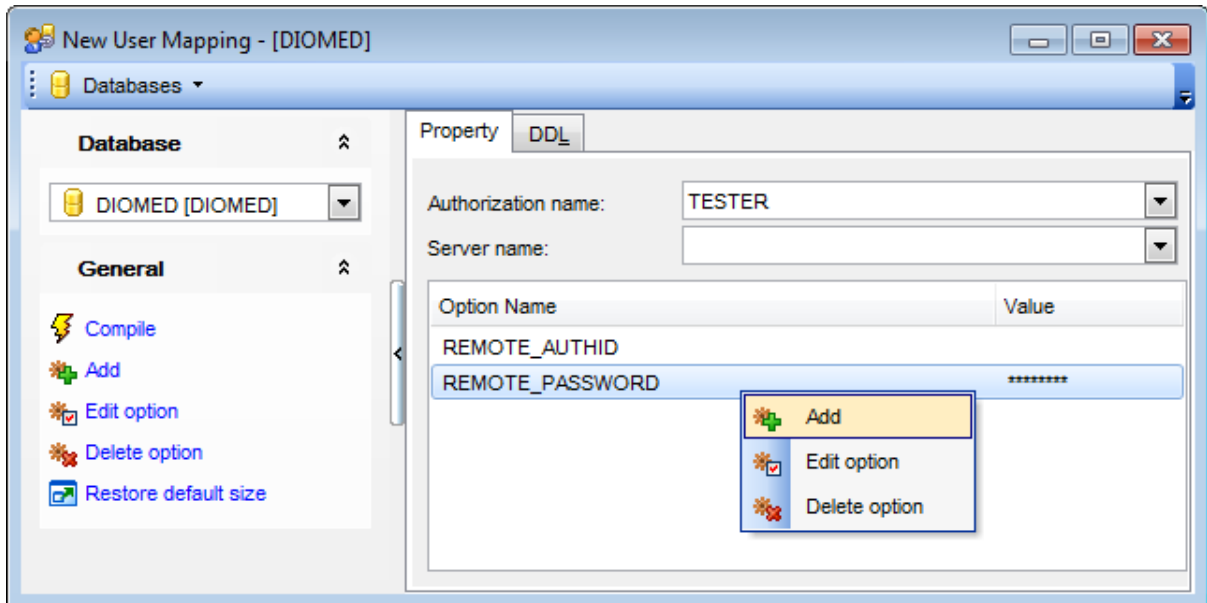 New User Mapping - [DIOMED]
Databases
Database
DIOMED [DIOMED]
General
Compile
Add
Edit option
Delete option
Restore default size
Property DDL
Authorization name: TESTER
Server name:
Option Name Value
REMOTE_AUTHID
REMOTE_PASSWORD ********
Add
Edit option
Delete option